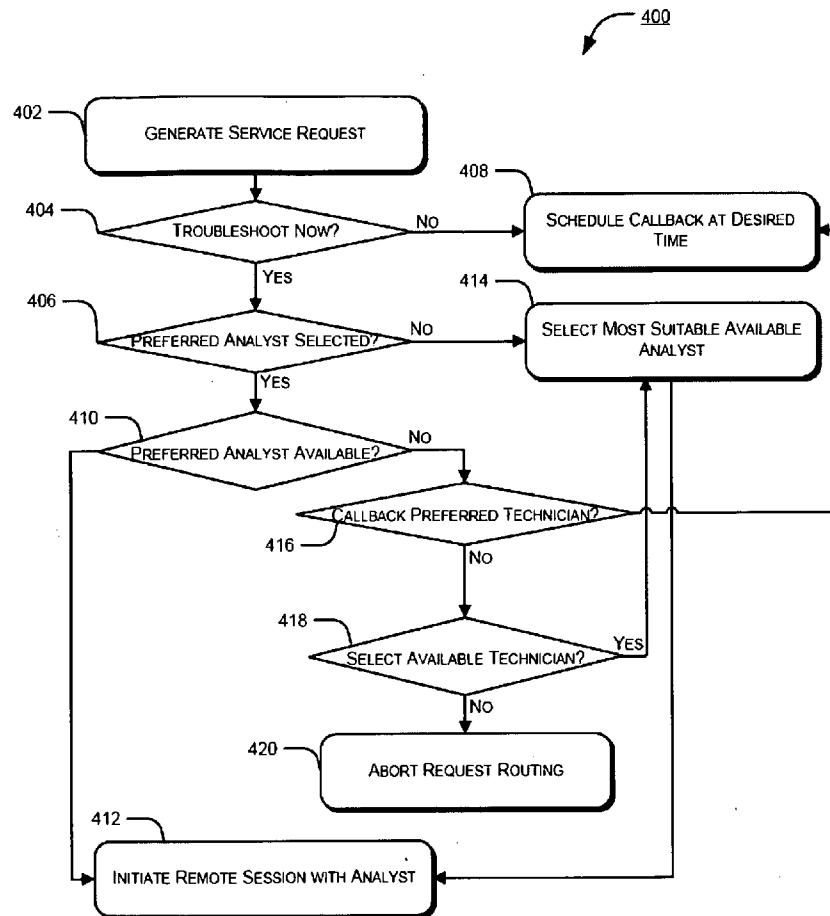 400
402
GENERATE SERVICE REQUEST
404
TROUBLESHOOT NOW?
NO
YES
408
SCHEDULE CALLBACK AT DESIRED
TIME
406
PREFERRED ANALYST SELECTED?
NO
YES
414
SELECT MOST SUITABLE AVAILABLE
ANALYST
410
PREFERRED ANALYST AVAILABLE?
NO
CALLBACK PREFERRED TECHNICIAN?
416
NO
418
SELECT AVAILABLE TECHNICIAN?
YES
NO
420
ABORT REQUEST ROUTING
412
INITIATE REMOTE SESSION WITH ANALYST